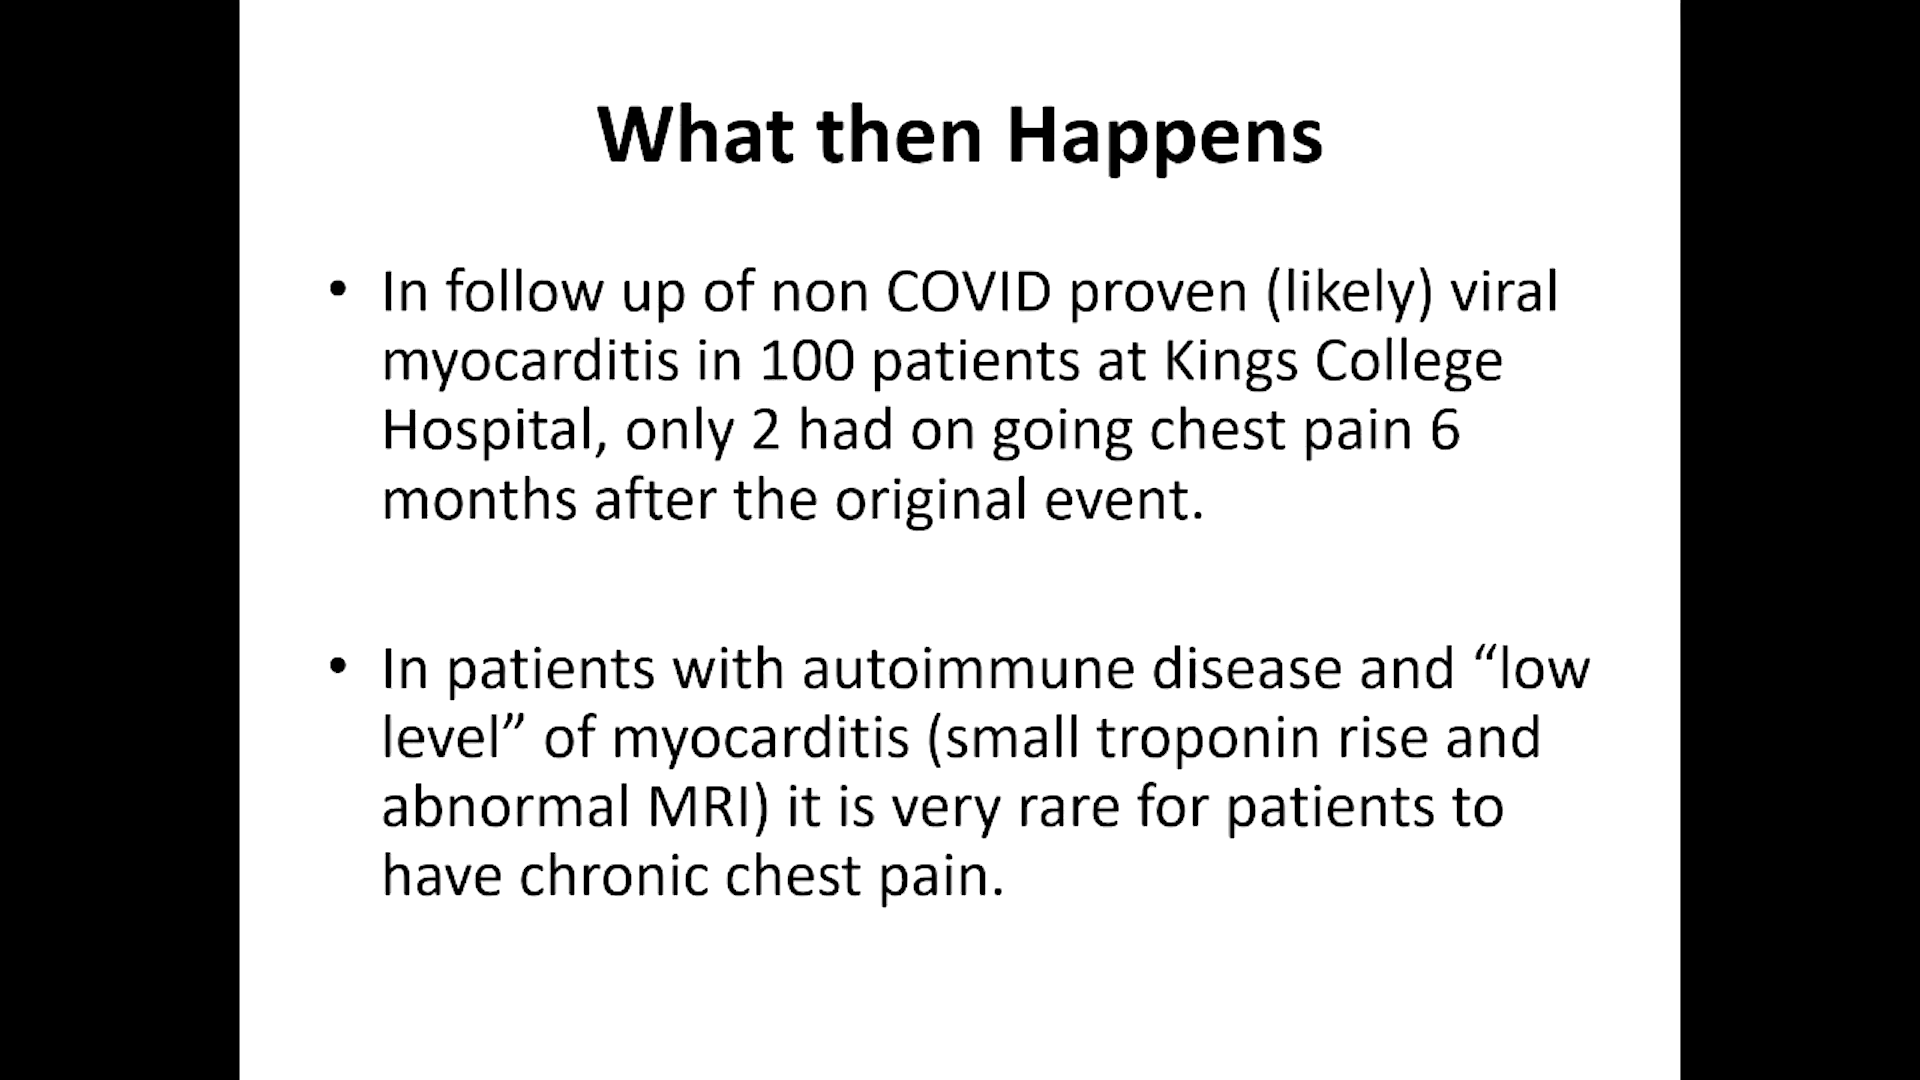 What then Happens
• In follow up of non COVID proven (likely) viral
myocarditis in 100 patients at Kings College
Hospital, only 2 had on going chest pain 6
months after the original event.
• In patients with autoimmune disease and “low
level” of myocarditis (small troponin rise and
abnormal MRI) it is very rare for patients to
have chronic chest pain.